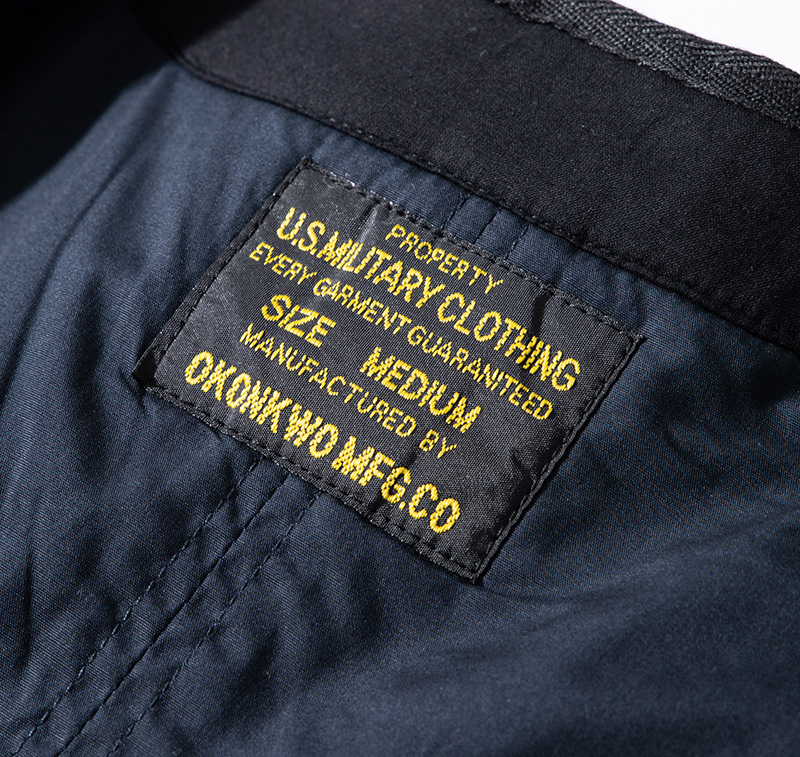 PROPERTY
U.S.MILITARY CLOTHING
EVERY GARMENT GUARANITEED
SIZE MEDIUM
MANUFACTURED BY
OKONKWO MFG.CO